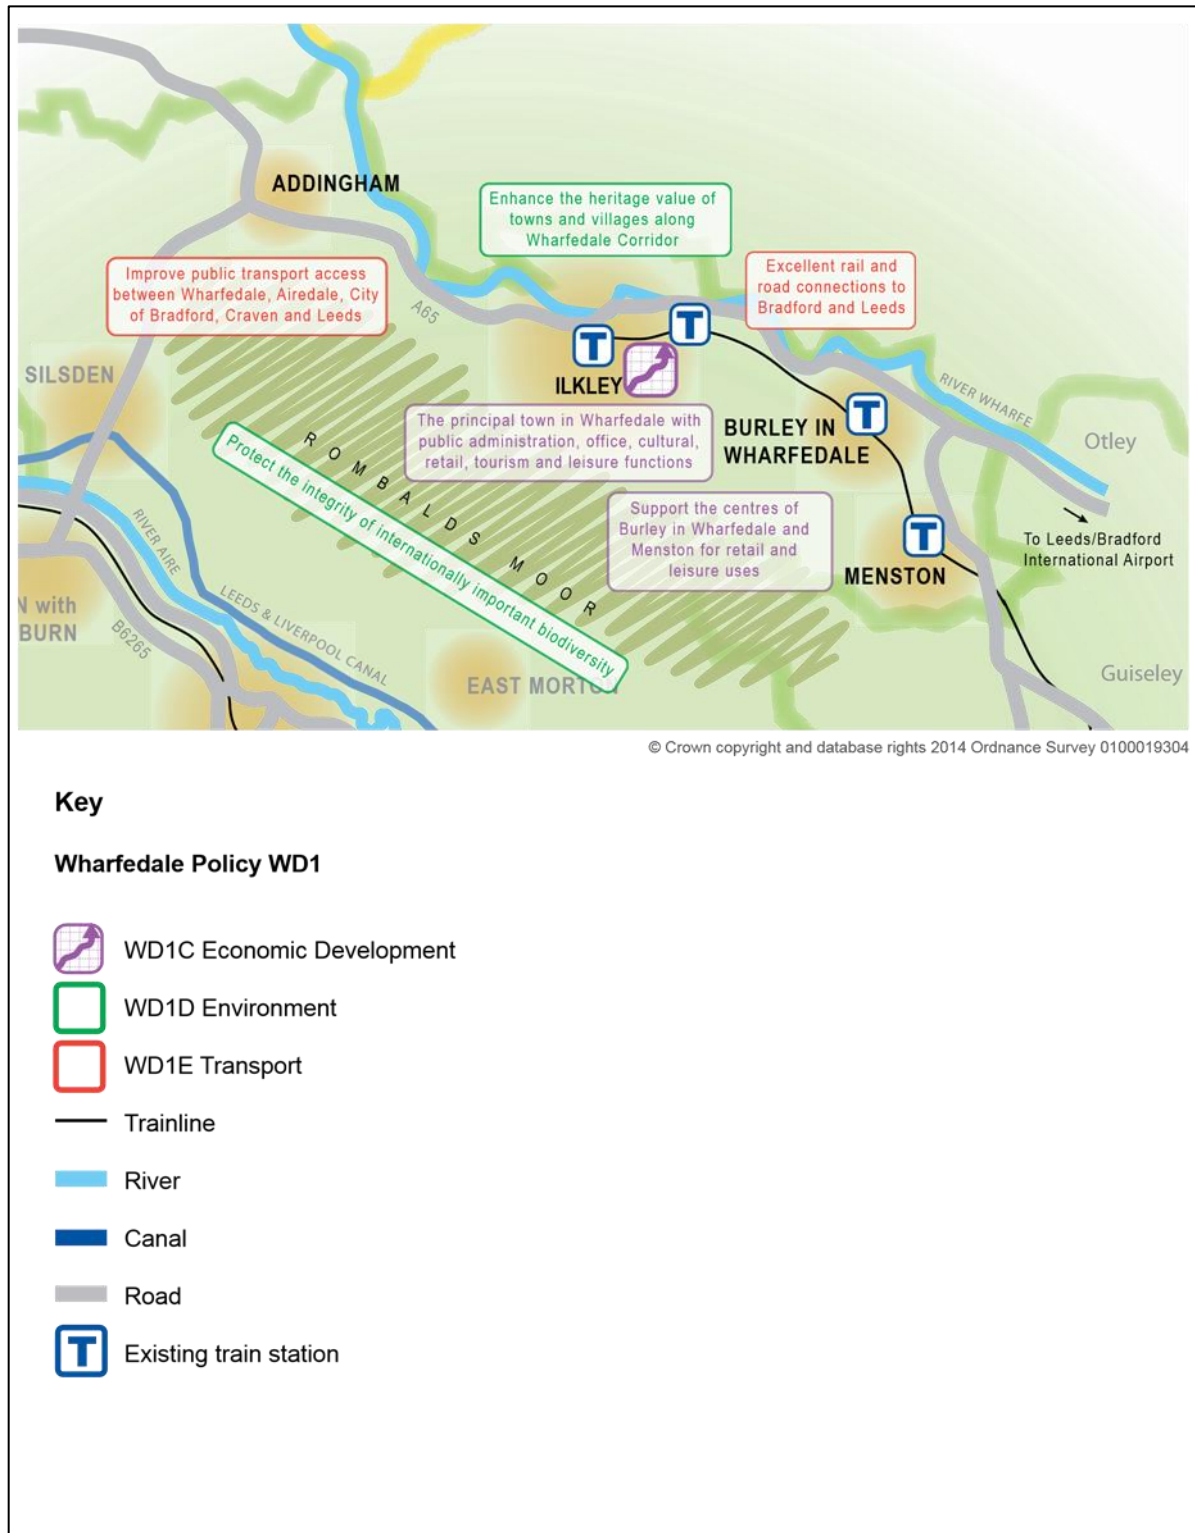 ADDINGHAM
Enhance the heritage value of
towns and villages along
Wharfedale Corridor
Improve public transport access
between Wharfedale, Airedale, City
of Bradford, Craven and Leeds
Excellent rail and
road connections to
Bradford and Leeds
A65
SILSDEN
T
T
ILKLEY
RIVER WHARFE
The principal town in Wharfedale with
public administration, office, cultural,
retail, tourism and leisure functions
T
BURLEY IN
WHARFEDALE
Otley
ROMBALDS MOOR
Protect the integrity of internationally important biodiversity
Support the centres of
Burley in Wharfedale and
Menston for retail and
leisure uses
T
MENSTON
To Leeds/Bradford
International Airport
RIVER AIRE
LEEDS & LIVERPOOL CANAL
N with
BURN
B6265
EAST MORTON
Guiseley
© Crown copyright and database rights 2014 Ordnance Survey 0100019304
Key
Wharfedale Policy WD1
WD1C Economic Development
WD1D Environment
WD1E Transport
Trainline
River
Canal
Road
T Existing train station